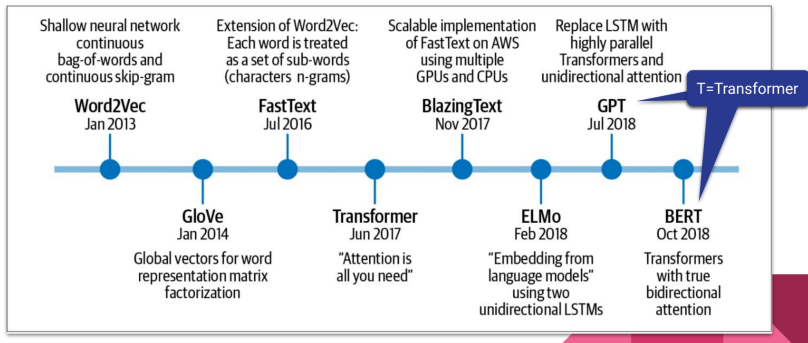 Shallow neural network
continuous
bag-of-words and
continuous skip-gram
Word2Vec
Jan 2013
Extension of Word2Vec:
Each word is treated
as a set of sub-words
(characters n-grams)
FastText
Jul 2016
Scalable implementation
of FastText on AWS
using multiple
GPUs and CPUs
BlazingText
Nov 2017
Replace LSTM with
highly parallel
Transformers and
unidirectional attention
GPT
Jul 2018
T=Transformer
GloVe
Jan 2014
Global vectors for word
representation matrix
factorization
Transformer
Jun 2017
“Attention is
all you need”
ELMo
Feb 2018
“Embedding from
language models”
using two
unidirectional LSTMs
BERT
Oct 2018
Transformers
with true
bidirectional
attention